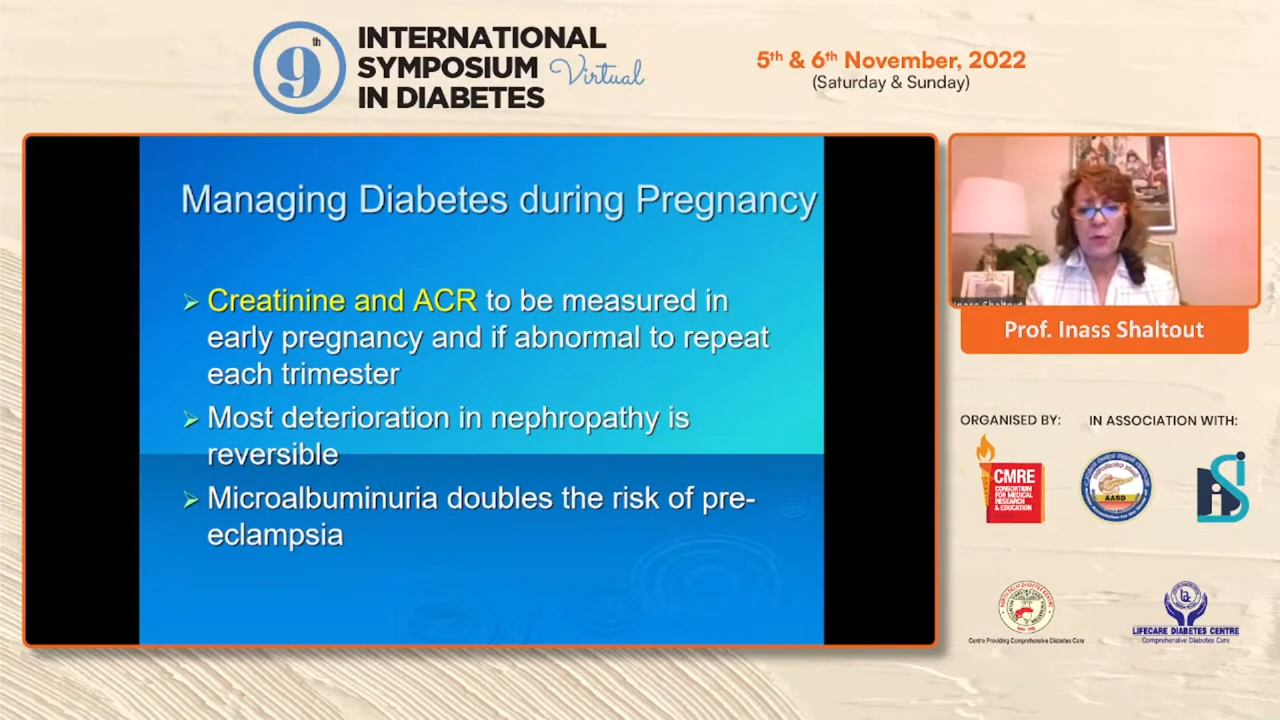 9th
INTERNATIONAL
SYMPOSIUM Virtual
IN DIABETES
5th & 6th November, 2022
(Saturday & Sunday)
Managing Diabetes during Pregnancy
➢ Creatinine and ACR to be measured in
early pregnancy and if abnormal to repeat
each trimester
➢ Most deterioration in nephropathy is
reversible
➢ Microalbuminuria doubles the risk of pre-
eclampsia
Inass Shaltout
Prof. Inass Shaltout
ORGANISED BY:
IN ASSOCIATION WITH:
CMRE
CONSORTIUM
FOR MEDICAL
RESEARCH
& EDUCATION
AASD
Centre Providing Comprehensive Diabetes Care
LIFECARE DIABETES CENTRE
Comprehensive Diabetes Care